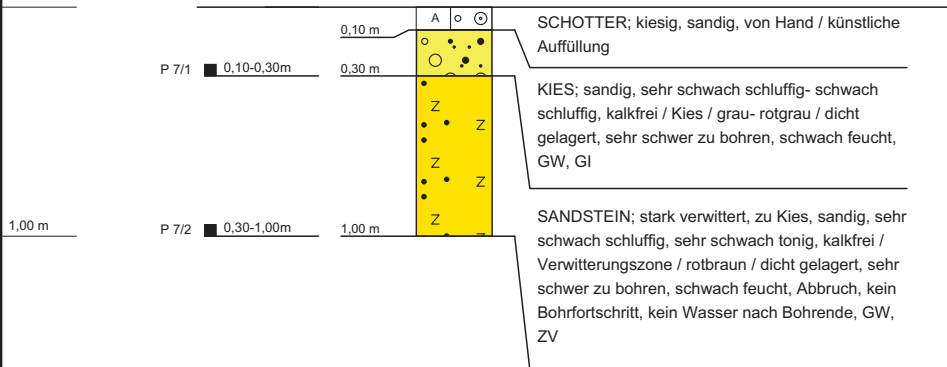 A
SCHOTTER; kiesig, sandig, von Hand / künstliche
Auffüllung
0,10 m
P 7/1 0,10-0,30m
0,30 m
KIES; sandig, sehr schwach schluffig- schwach
schluffig, kalkfrei / Kies / grau- rotgrau / dicht
gelagert, sehr schwer zu bohren, schwach feucht,
GW, GI
Z
Z
Z
Z
Z
SANDSTEIN; stark verwittert, zu Kies, sandig, sehr
schwach schluffig, sehr schwach tonig, kalkfrei /
Verwitterungszone / rotbraun / dicht gelagert, sehr
schwer zu bohren, schwach feucht, Abbruch, kein
Bohrfortschritt, kein Wasser nach Bohrende, GW,
ZV
1,00 m
P 7/2 0,30-1,00m
1,00 m